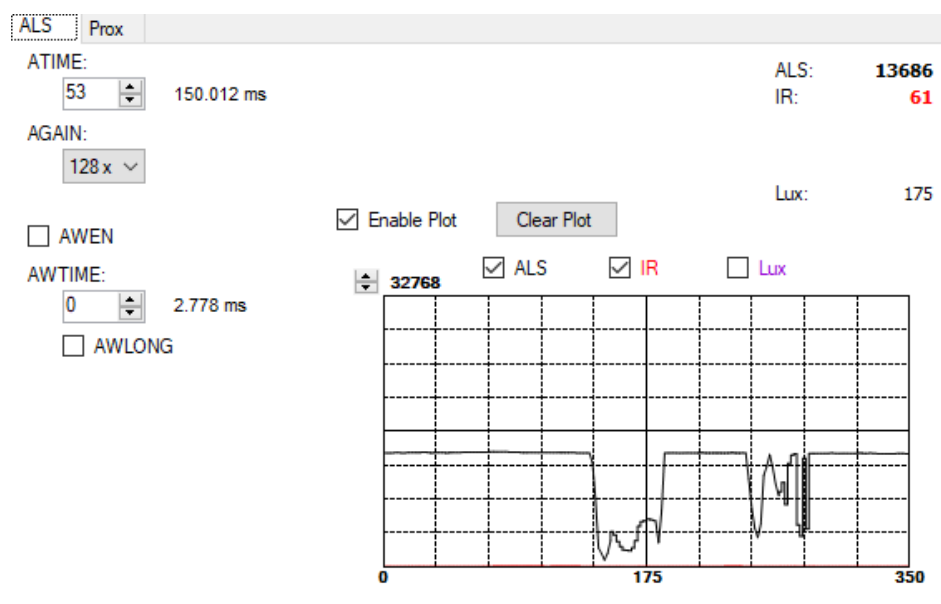 ALS Prox
ATIME:
53 150.012 ms
ALS: 13686
IR: 61
AGAIN:
128 x
Lux: 175
Enable Plot Clear Plot
AWEN
AWTIME:
0 2.778 ms
AWLONG
ALS IR Lux
32768
0 175 350